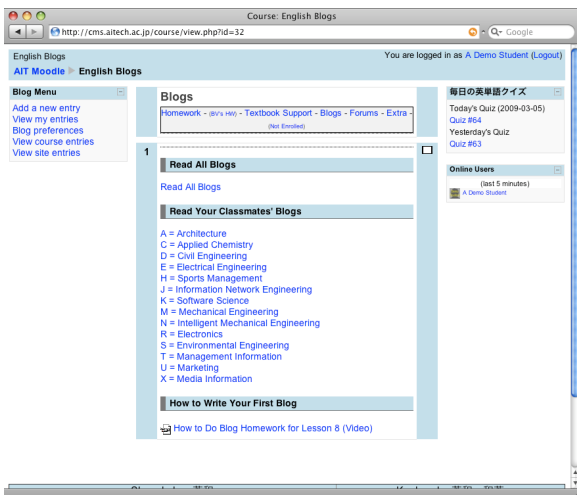 Course: English Blogs
http://cms.aitech.ac.jp/course/view.php?id=32
Google
English Blogs
You are logged in as A Demo Student (Logout)
AIT Moodle ► English Blogs
Blog Menu
Add a new entry
View my entries
Blog preferences
View course entries
View site entries
Blogs
Homework - (BV's HW) - Textbook Support - Blogs - Forums - Extra -
(Not Enrolled)
1
Read All Blogs
Read All Blogs
Read Your Classmates' Blogs
A = Architecture
C = Applied Chemistry
D = Civil Engineering
E = Electrical Engineering
H = Sports Management
J = Information Network Engineering
K = Software Science
M = Mechanical Engineering
N = Intelligent Mechanical Engineering
R = Electronics
S = Environmental Engineering
T = Management Information
U = Marketing
X = Media Information
How to Write Your First Blog
How to Do Blog Homework for Lesson 8 (Video)
毎日の英単語クイズ
Today's Quiz (2009-03-05)
Quiz #64
Yesterday's Quiz
Quiz #63
Online Users
(last 5 minutes)
A Demo Student